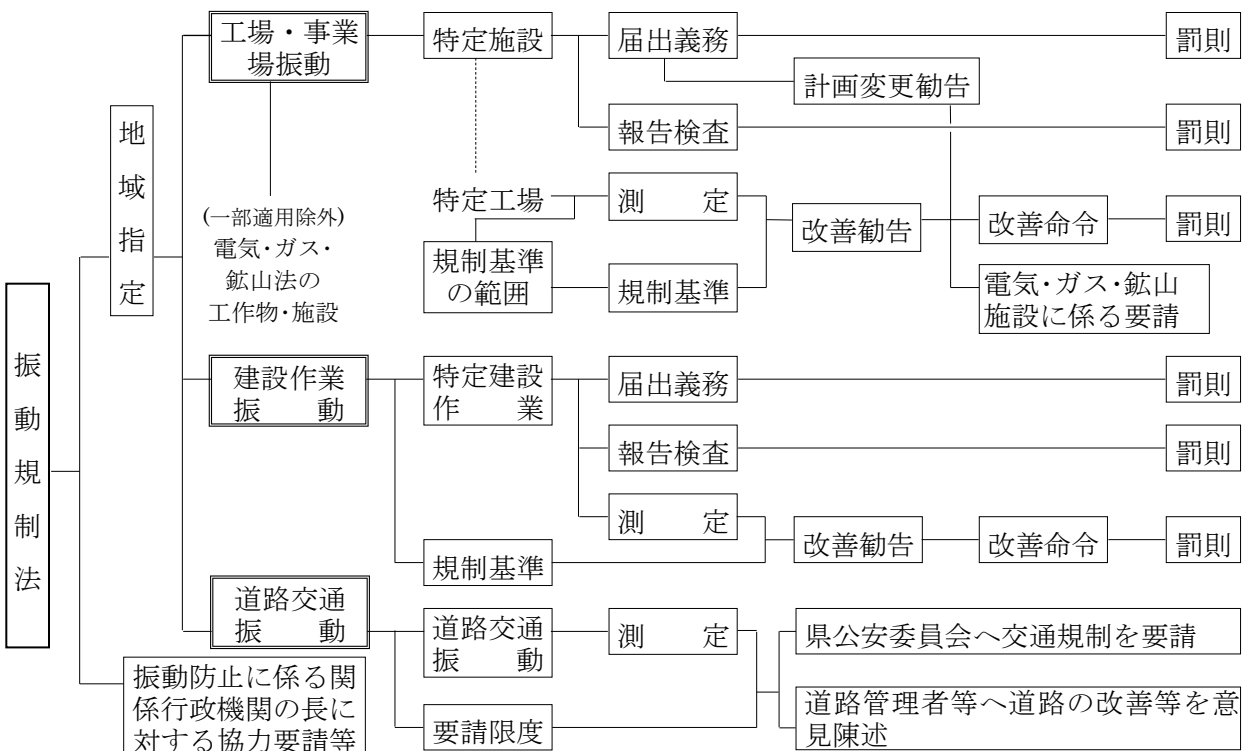 振動規制法
地域指定
工場・事業
場振動
特定施設
届出義務
罰則
計画変更勧告
報告検査
罰則
(一部適用除外)
電気・ガス・
鉱山法の
工作物・施設
特定工場
測　定
規制基準
の範囲
規制基準
改善勧告
改善命令
罰則
電気・ガス・鉱山
施設に係る要請
建設作業
振　動
特定建設
作　業
届出義務
罰則
報告検査
罰則
測　定
規制基準
改善勧告
改善命令
罰則
道路交通
振　動
道路交通
振　動
測　定
要請限度
県公安委員会へ交通規制を要請
道路管理者等へ道路の改善等を意
見陳述
振動防止に係る関
係行政機関の長に
対する協力要請等